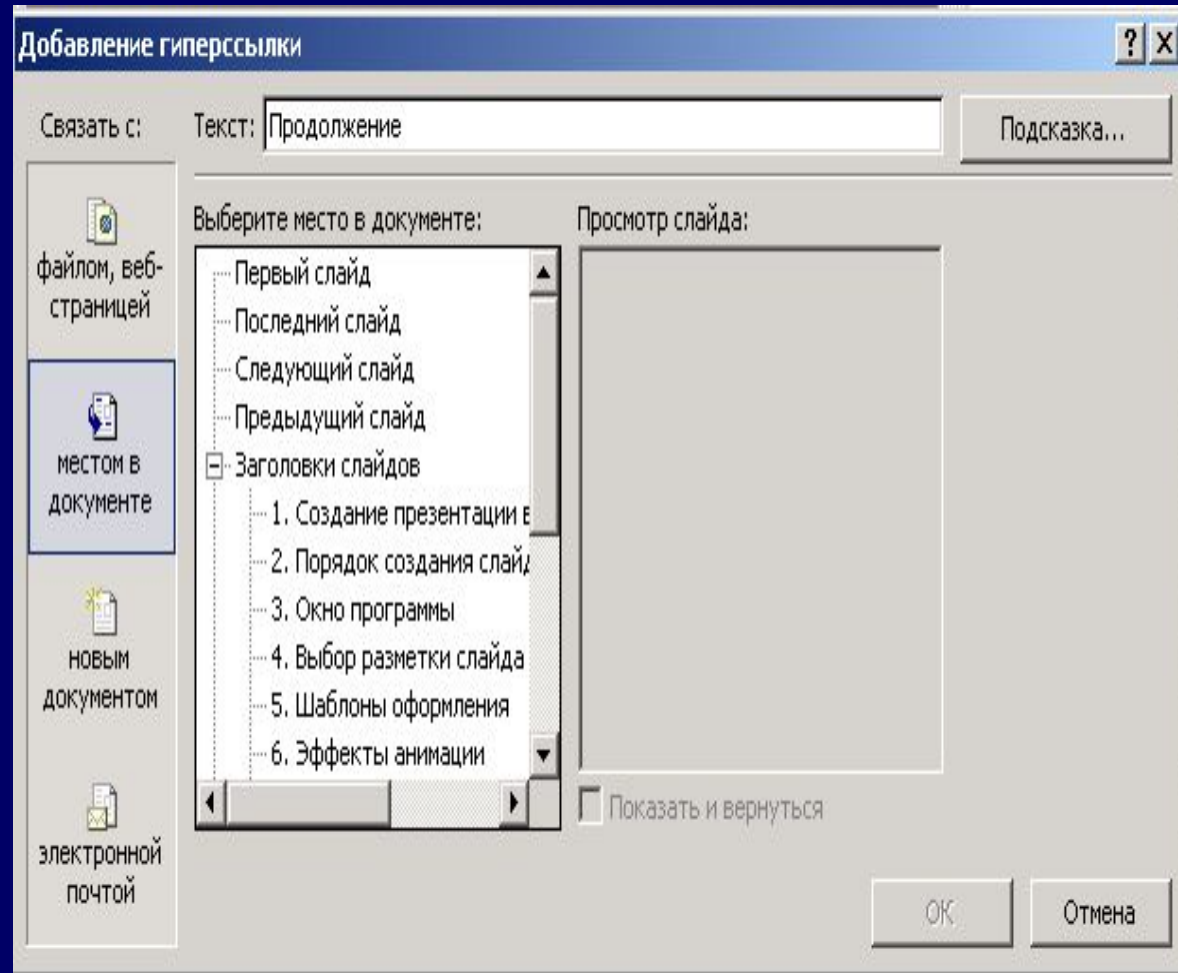 Добавление гиперссылки
Связать с:
Текст: Продолжение
Подсказка...
файлом, веб-
страницей
местом в
документе
новым
документом
электронной
почтой
Выберите место в документе:
Первый слайд
Последний слайд
Следующий слайд
Предыдущий слайд
Заголовки слайдов
1. Создание презентации в
2. Порядок создания слайд
3. Окно программы
4. Выбор разметки слайда
5. Шаблоны оформления
6. Эффекты анимации
Просмотр слайда:
Показать и вернуться
ОК
Отмена